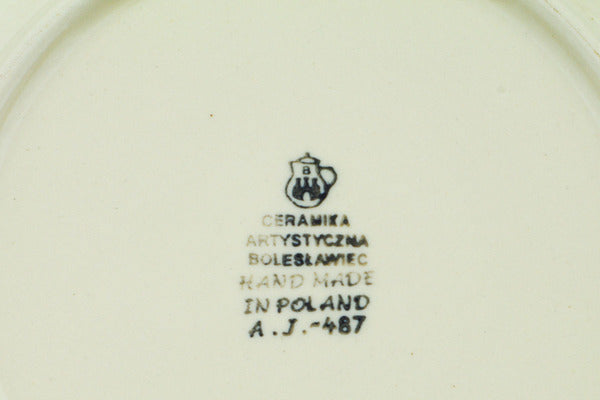 B
CERAMIKA
ARTYSTYCZNA
BOLESŁAWIEC
HAND MADE
IN POLAND
A.J.-487